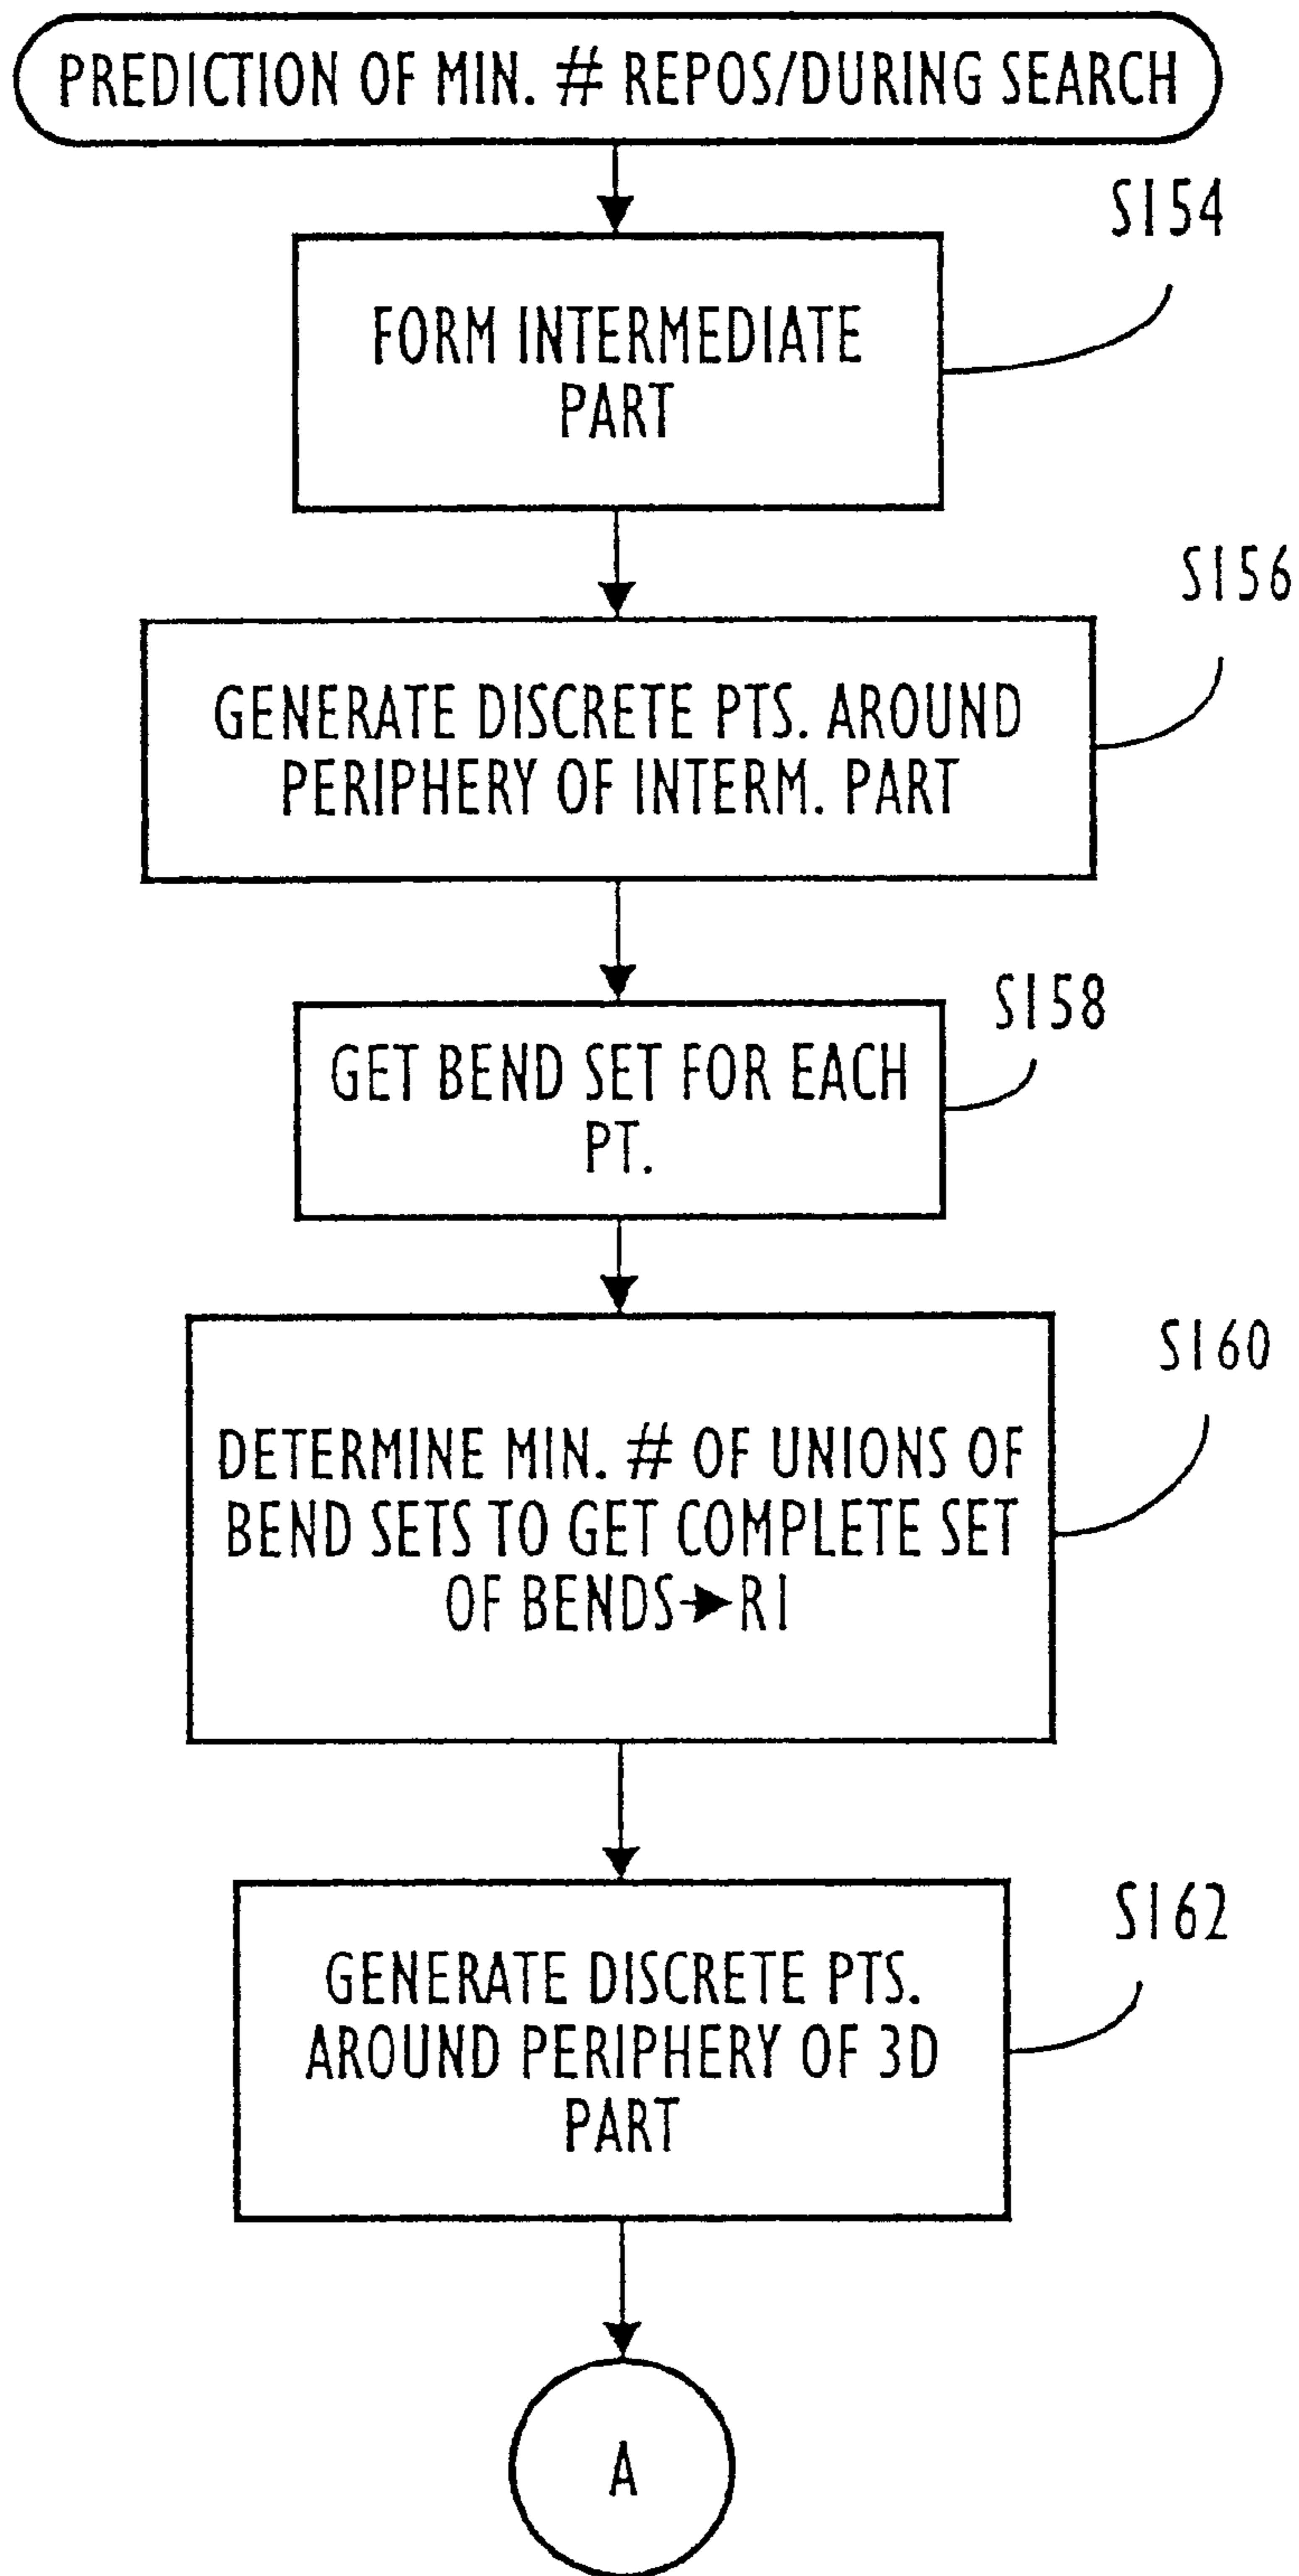 PREDICTION OF MIN. # REPOS/DURING SEARCH
S154
FORM INTERMEDIATE
PART
S156
GENERATE DISCRETE PTS. AROUND
PERIPHERY OF INTERM. PART
S158
GET BEND SET FOR EACH
PT.
S160
DETERMINE MIN. # OF UNIONS OF
BEND SETS TO GET COMPLETE SET
OF BENDS→R1
S162
GENERATE DISCRETE PTS.
AROUND PERIPHERY OF 3D
PART
A